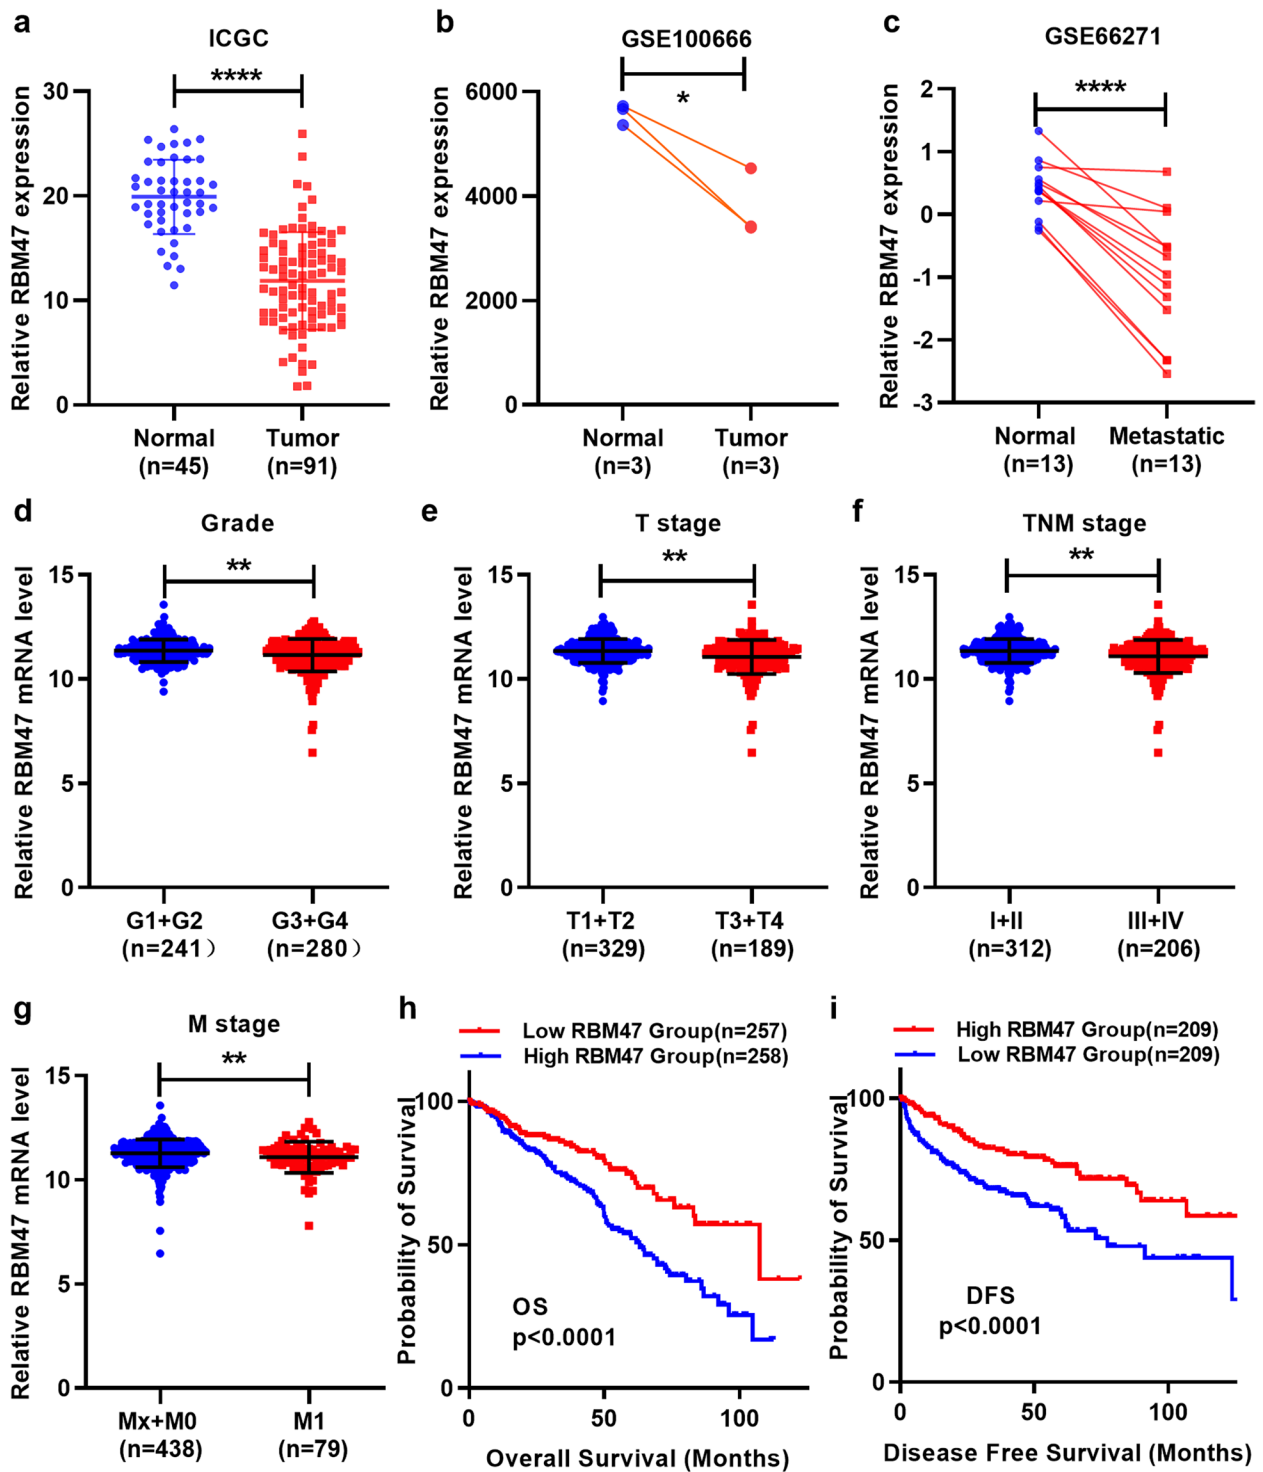 a
ICGC
****
Relative RBM47 expression
30
20
10
0
Normal
(n=45)
Tumor
(n=91)
b
GSE100666
*
Relative RBM47 expression
6000
4000
2000
0
Normal
(n=3)
Tumor
(n=3)
c
GSE66271
****
Relative RBM47 expression
2
1
0
-1
-2
-3
Normal
(n=13)
Metastatic
(n=13)
d
Grade
**
Relative RBM47 mRNA level
15
10
5
0
G1+G2
(n=241）
G3+G4
(n=280）
e
T stage
**
Relative RBM47 mRNA level
15
10
5
0
T1+T2
(n=329)
T3+T4
(n=189)
f
TNM stage
**
Relative RBM47 mRNA level
15
10
5
0
I+II
(n=312)
III+IV
(n=206)
g
M stage
**
Relative RBM47 mRNA level
15
10
5
0
Mx+M0
(n=438)
M1
(n=79)
h
Low RBM47 Group(n=257)
High RBM47 Group(n=258)
Probability of Survival
100
50
0
OS
p<0.0001
0
50
100
Overall Survival (Months)
i
High RBM47 Group(n=209)
Low RBM47 Group(n=209)
Probability of Survival
100
50
0
DFS
p<0.0001
0
50
100
Disease Free Survival (Months)